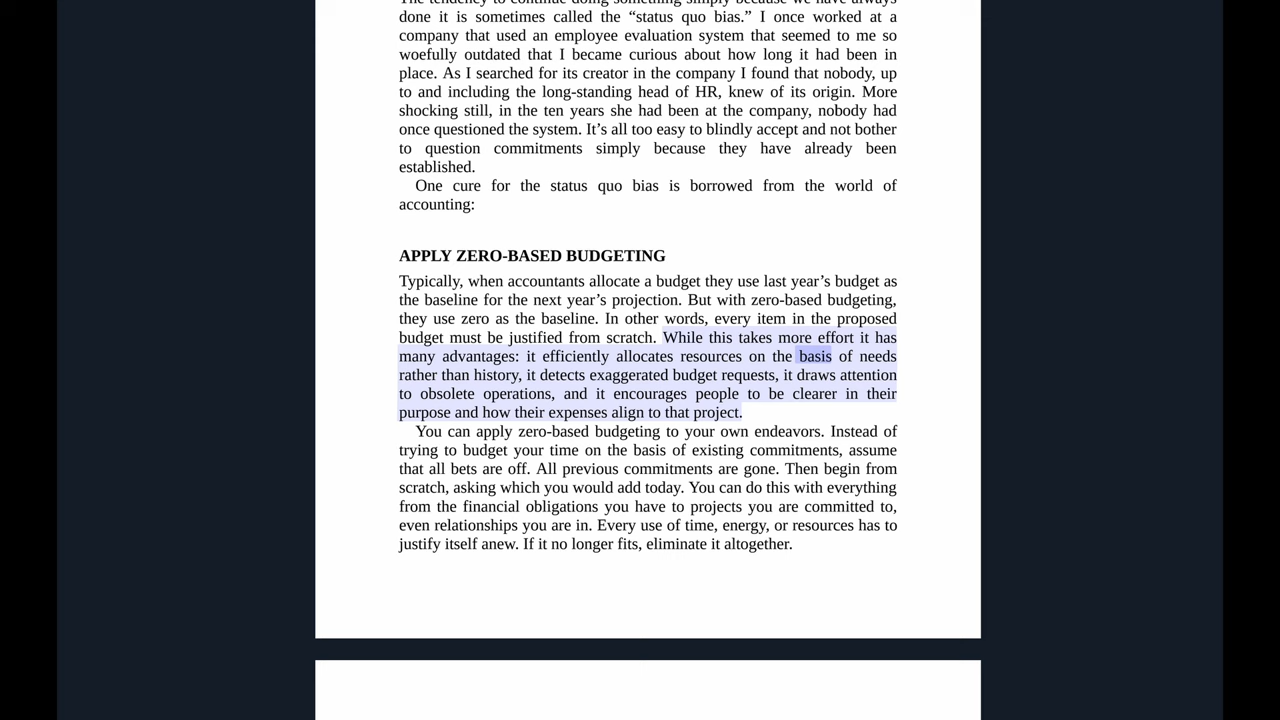 The tendency to continue doing something simply because we have always
done it is sometimes called the “status quo bias.” I once worked at a
company that used an employee evaluation system that seemed to me so
woefully outdated that I became curious about how long it had been in
place. As I searched for its creator in the company I found that nobody, up
to and including the long-standing head of HR, knew of its origin. More
shocking still, in the ten years she had been at the company, nobody had
once questioned the system. It’s all too easy to blindly accept and not bother
to question commitments simply because they have already been
established.
One cure for the status quo bias is borrowed from the world of
accounting:
APPLY ZERO-BASED BUDGETING
Typically, when accountants allocate a budget they use last year’s budget as
the baseline for the next year’s projection. But with zero-based budgeting,
they use zero as the baseline. In other words, every item in the proposed
budget must be justified from scratch. While this takes more effort it has
many advantages: it efficiently allocates resources on the basis of needs
rather than history, it detects exaggerated budget requests, it draws attention
to obsolete operations, and it encourages people to be clearer in their
purpose and how their expenses align to that project.
You can apply zero-based budgeting to your own endeavors. Instead of
trying to budget your time on the basis of existing commitments, assume
that all bets are off. All previous commitments are gone. Then begin from
scratch, asking which you would add today. You can do this with everything
from the financial obligations you have to projects you are committed to,
even relationships you are in. Every use of time, energy, or resources has to
justify itself anew. If it no longer fits, eliminate it altogether.